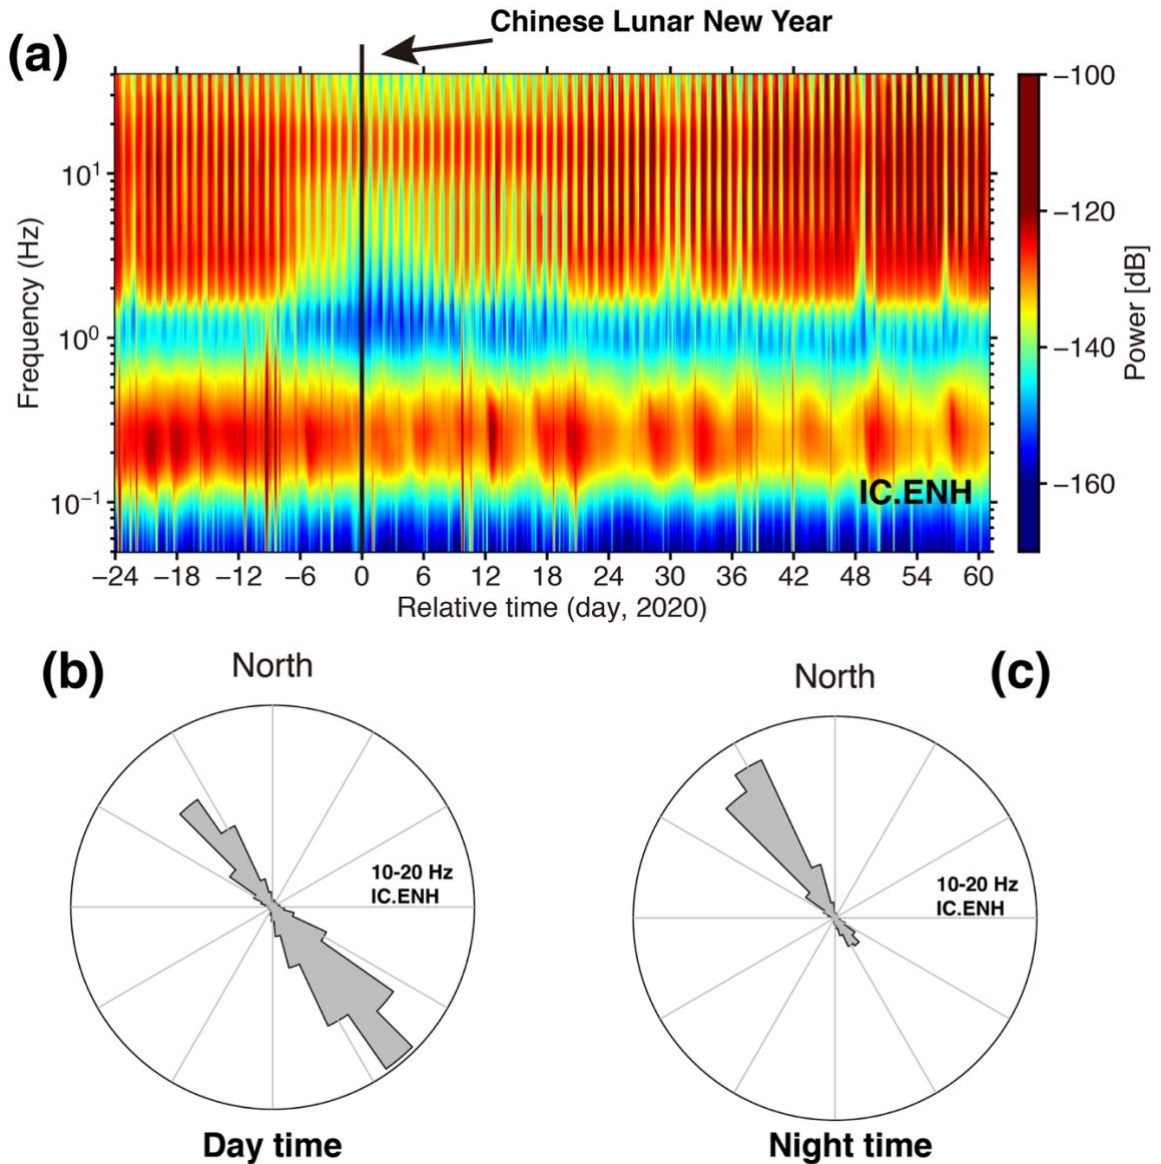 Chinese Lunar New Year
(a)
−100
10¹
−120
Frequency (Hz)
Power [dB]
10⁰
−140
10⁻¹
−160
IC.ENH
−24 −18 −12 −6 0 6 12 18 24 30 36 42 48 54 60
Relative time (day, 2020)
(b)
North
10-20 Hz
IC.ENH
Day time
(c)
North
10-20 Hz
IC.ENH
Night time